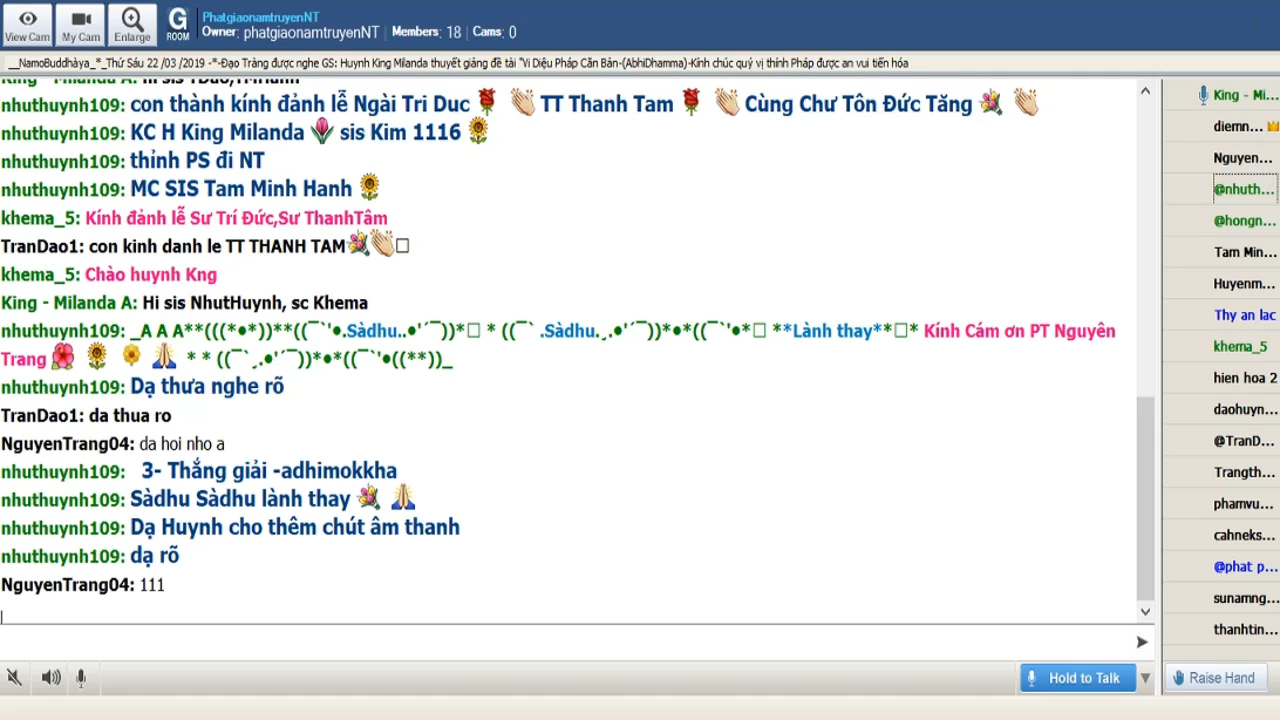 View Cam
My Cam
Enlarge
G ROOM
PhatgiaonamtruyenNT
Owner: phatgiaonamtruyenNT | Members: 18 | Cams: 0
__NamoBuddhàya_*_Thứ Sáu 22 /03 /2019 -*-Đạo Tràng được nghe GS: Huynh King Milanda thuyết giảng đề tài "Vi Diệu Pháp Căn Bản-(AbhiDhamma)-Kính chúc quý vị thính Pháp được an vui tiến hóa
King - Milanda A: Hi sis TDao,TMHanh
nhuthuynh109: con thành kính đảnh lễ Ngài Tri Duc 🌹 👏 TT Thanh Tam 🌹 👏 Cùng Chư Tôn Đức Tăng 💐 👏
nhuthuynh109: KC H King Milanda 🌷 sis Kim 1116 🌻
nhuthuynh109: thỉnh PS đi NT
nhuthuynh109: MC SIS Tam Minh Hanh 🌻
khema_5: Kính đảnh lễ Sư Trí Đức,Sư ThanhTâm
TranDao1: con kinh danh le TT THANH TAM💐👏□
khema_5: Chào huynh Kng
King - Milanda A: Hi sis NhutHuynh, sc Khema
nhuthuynh109: _A A A**(((*●*))**((¯`'●.Sàdhu..●'´¯))*□ * ((¯` .Sàdhu.¸.●'´¯))*●*((¯`'●*□ **Lành thay**□* Kính Cám ơn PT Nguyên
Trang🌺 🌻 🌼 🙏 * * ((¯`¸.●'´¯))*●*((¯`'●((**))_
nhuthuynh109: Dạ thưa nghe rõ
TranDao1: da thua ro
NguyenTrang04: da hoi nho a
nhuthuynh109: 3- Thắng giải -adhimokkha
nhuthuynh109: Sàdhu Sàdhu lành thay 💐 🙏
nhuthuynh109: Dạ Huynh cho thêm chút âm thanh
nhuthuynh109: dạ rõ
NguyenTrang04: 111
King - Mi...
diemn...
Nguyen...
@nhuth...
@hongn...
Tam Min...
Huyenm...
Thy an lac
khema_5
hien hoa 2
daohuyn...
@TranD...
Trangth...
phamvu...
cahneks...
@phat p...
sunamng...
thanhtin...
Hold to Talk
Raise Hand